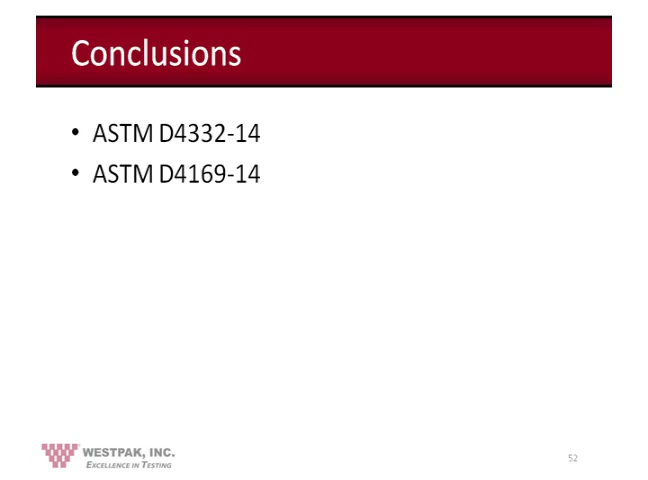 Conclusions
• ASTM D4332-14
• ASTM D4169-14
WESTPAK, INC.
EXCELLENCE IN TESTING
52